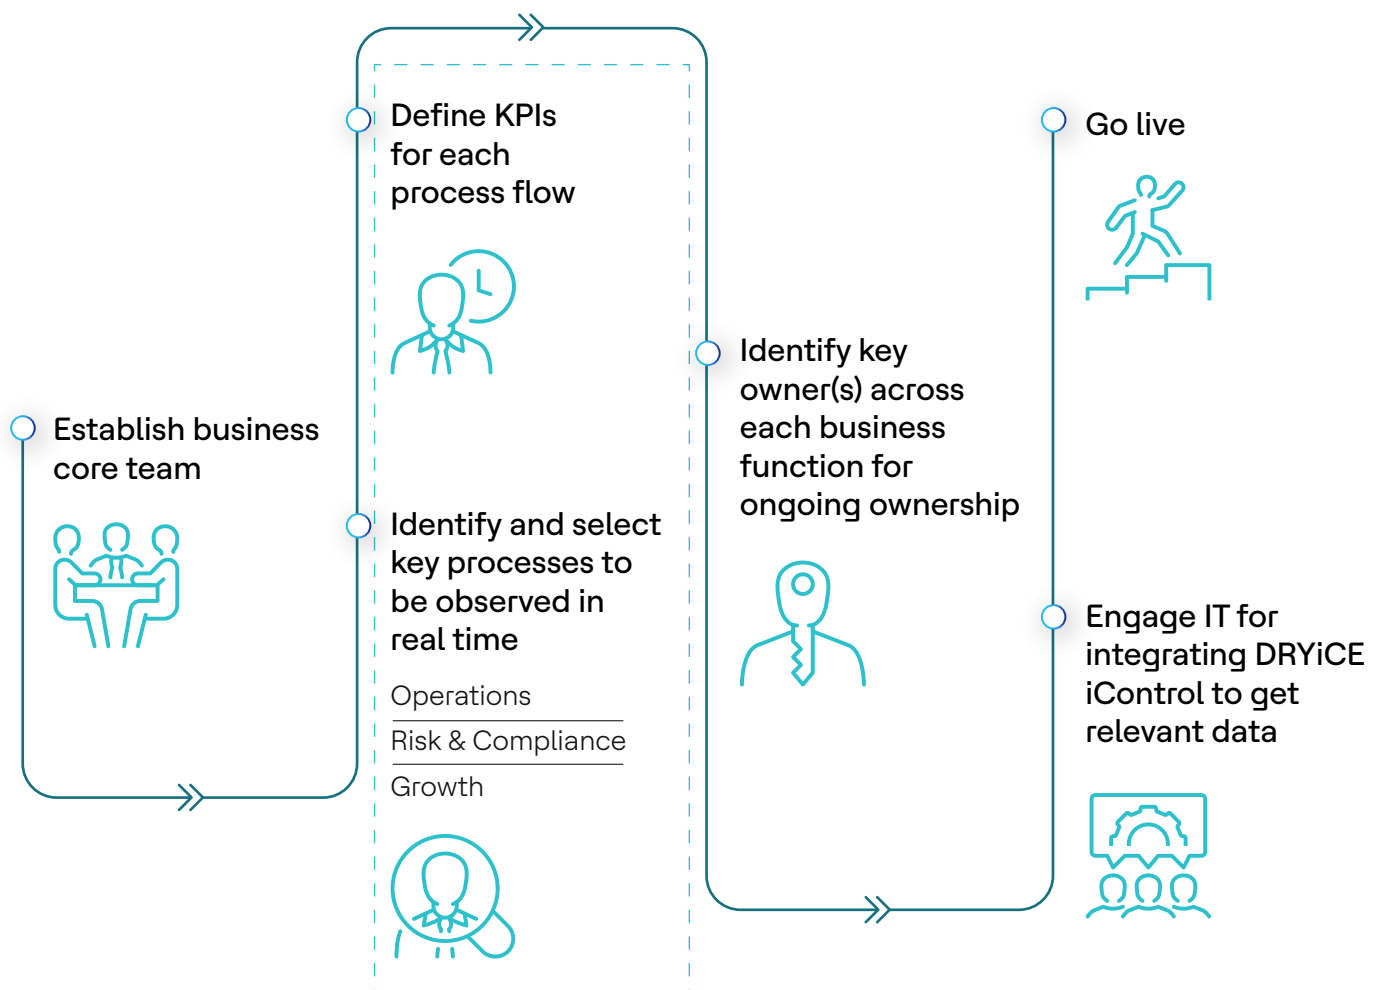 Establish business
core team
Identify and select
key processes to
be observed in
real time
Operations
Risk & Compliance
Growth
Define KPIs
for each
process flow
Identify key
owner(s) across
each business
function for
ongoing ownership
Engage IT for
integrating DRYiCE
iControl to get
relevant data
Go live